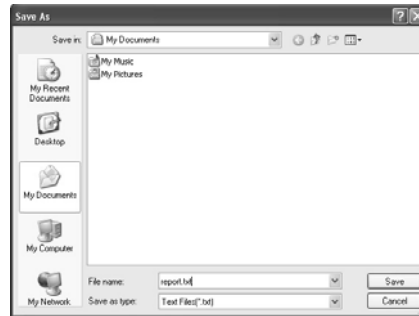 Save As
Save in:
My Documents
My Music
My Pictures
My Recent
Documents
Desktop
My Documents
My Computer
My Network
File name:
report.txt
Save
Save as type:
Text Files(*.txt)
Cancel